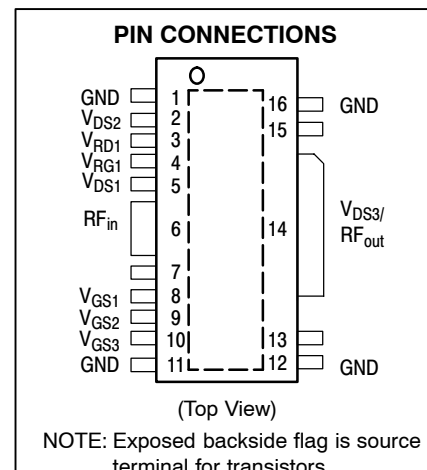 PIN CONNECTIONS
GND 1 16 GND
VDS2 2
15
VRD1 3
VRG1 4
VDS1 5
RFin 6 14 VDS3/
RFout
7
VGS1 8
VGS2 9
VGS3 10 13
GND 11 12 GND
(Top View)
NOTE: Exposed backside flag is source
terminal for transistors